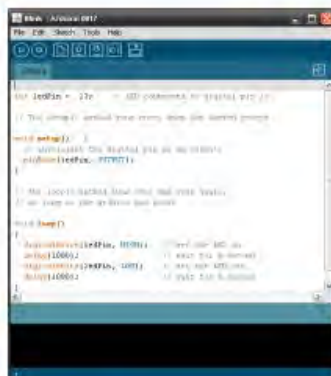 Blink | Arduino 0017
File Edit Sketch Tools Help
int ledPin = 13; // LED connected to digital pin 13
// The setup() method runs once, when the sketch starts
void setup() {
// initialize the digital pin as an output:
pinMode(ledPin, OUTPUT);
}
// the loop() method runs over and over again,
// as long as the Arduino has power
void loop()
{
digitalWrite(ledPin, HIGH); // set the LED on
delay(1000); // wait for a second
digitalWrite(ledPin, LOW); // set the LED off
delay(1000); // wait for a second
}